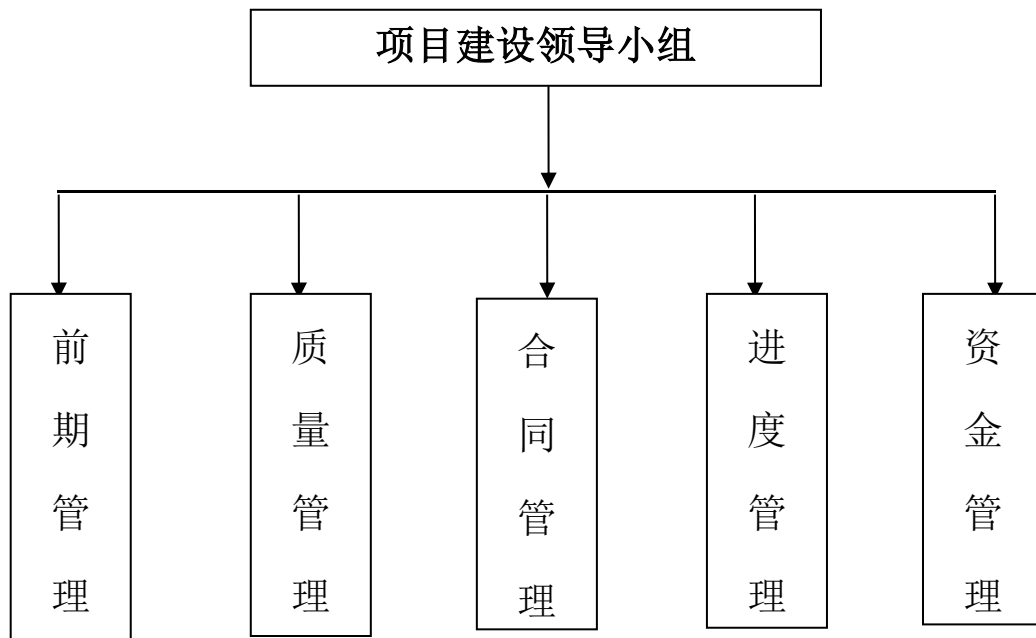 项目建设领导小组
前期管理
质量管理
合同管理
进度管理
资金管理